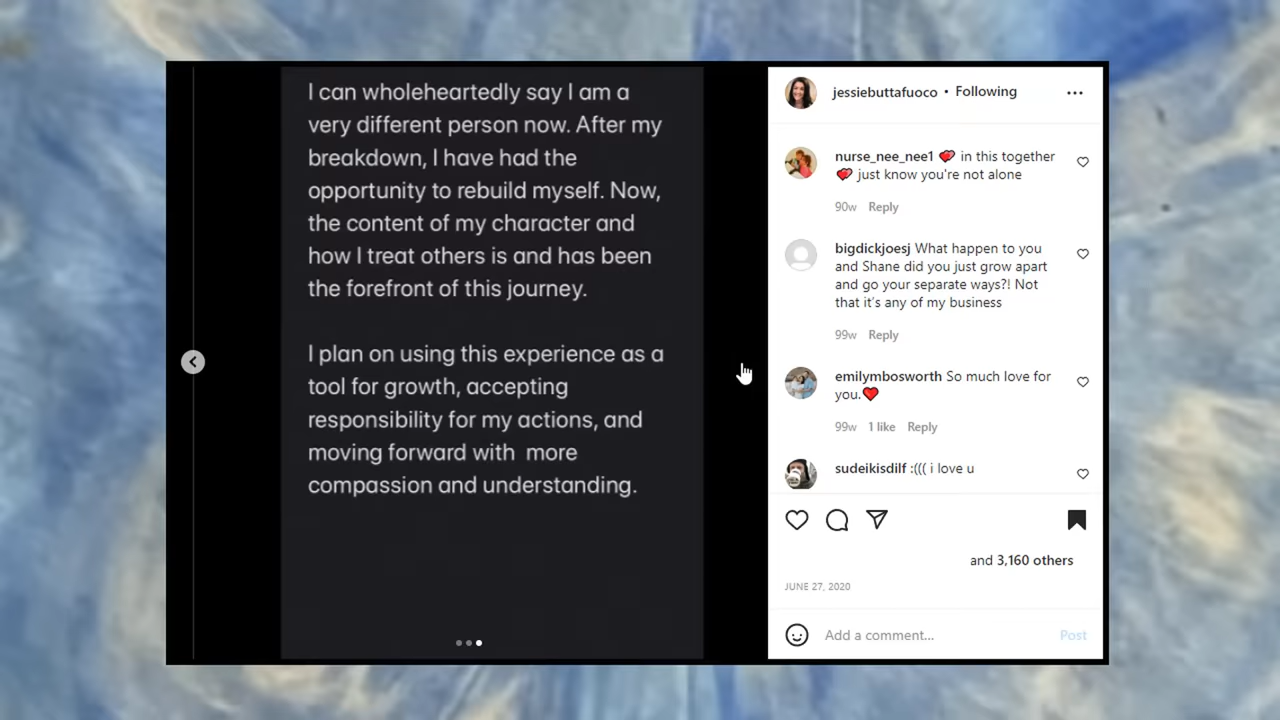 I can wholeheartedly say I am a
very different person now. After my
breakdown, I have had the
opportunity to rebuild myself. Now,
the content of my character and
how I treat others is and has been
the forefront of this journey.
I plan on using this experience as a
tool for growth, accepting
responsibility for my actions, and
moving forward with  more
compassion and understanding.
jessiebuttafuoco • Following
nurse_nee_nee1 💕 in this together
💕 just know you're not alone
90w Reply
bigdickjoesj What happen to you
and Shane did you just grow apart
and go your separate ways?! Not
that it's any of my business
99w Reply
emilymbosworth So much love for
you.❤️
99w 1 like Reply
sudeikisdilf :((( i love u
and 3,160 others
JUNE 27, 2020
Add a comment... Post